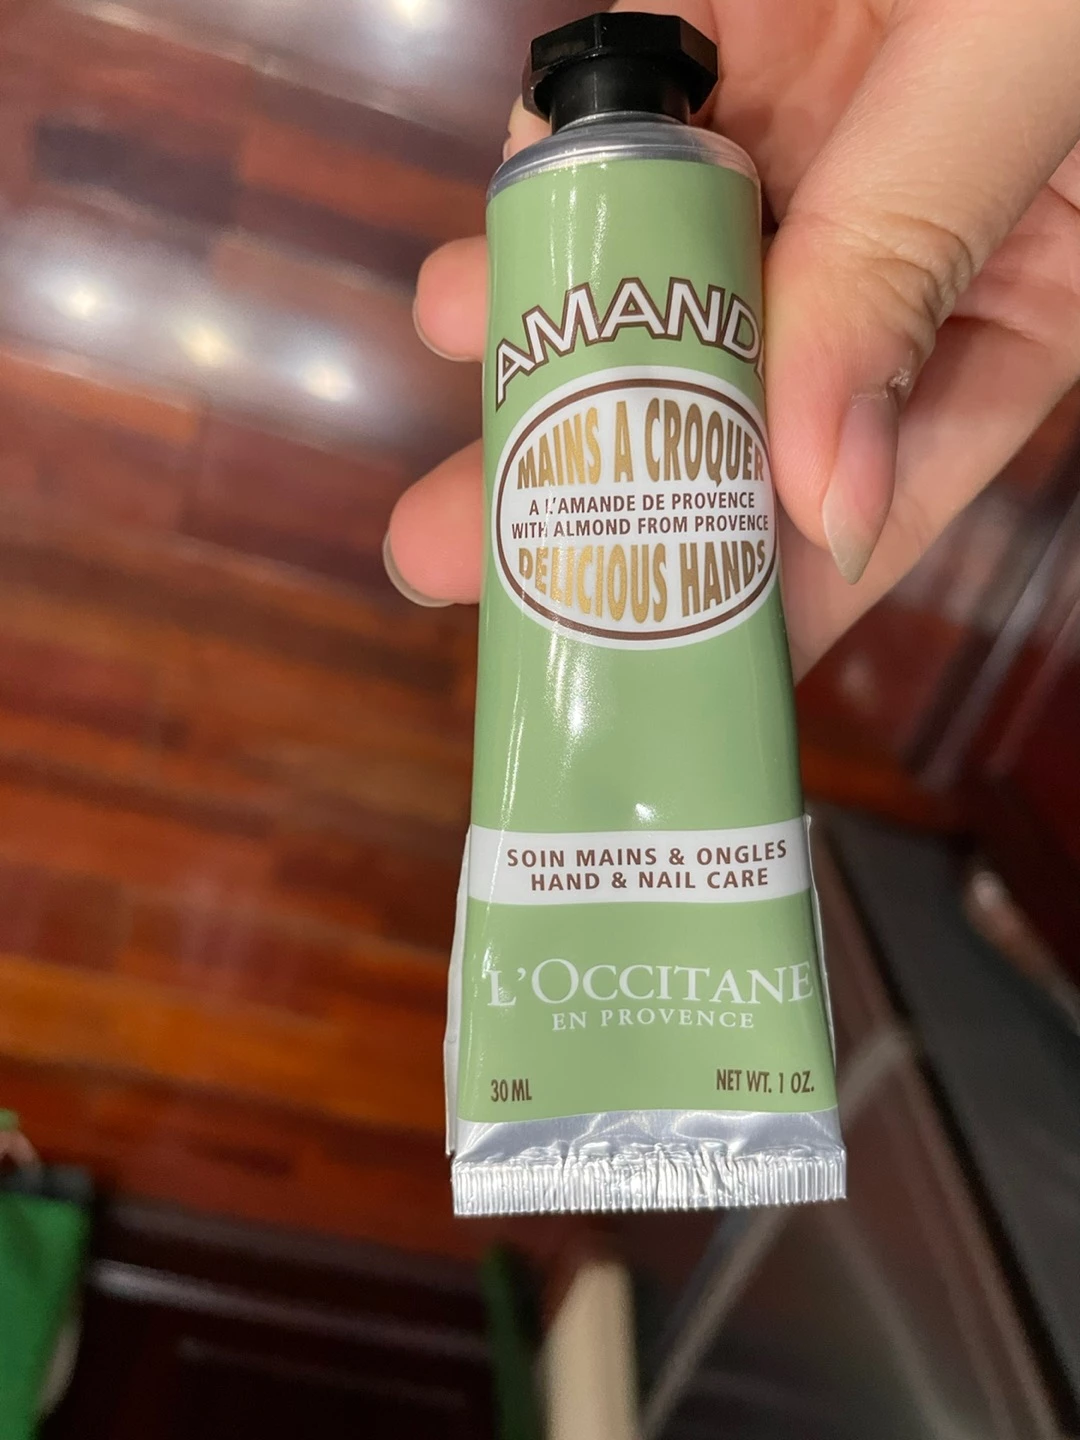 AMANDE
MAINS A CROQUER
A L'AMANDE DE PROVENCE
WITH ALMOND FROM PROVENCE
DELICIOUS HANDS
SOIN MAINS & ONGLES
HAND & NAIL CARE
L'OCCITANE
EN PROVENCE
30 ML NET WT. 1 OZ.